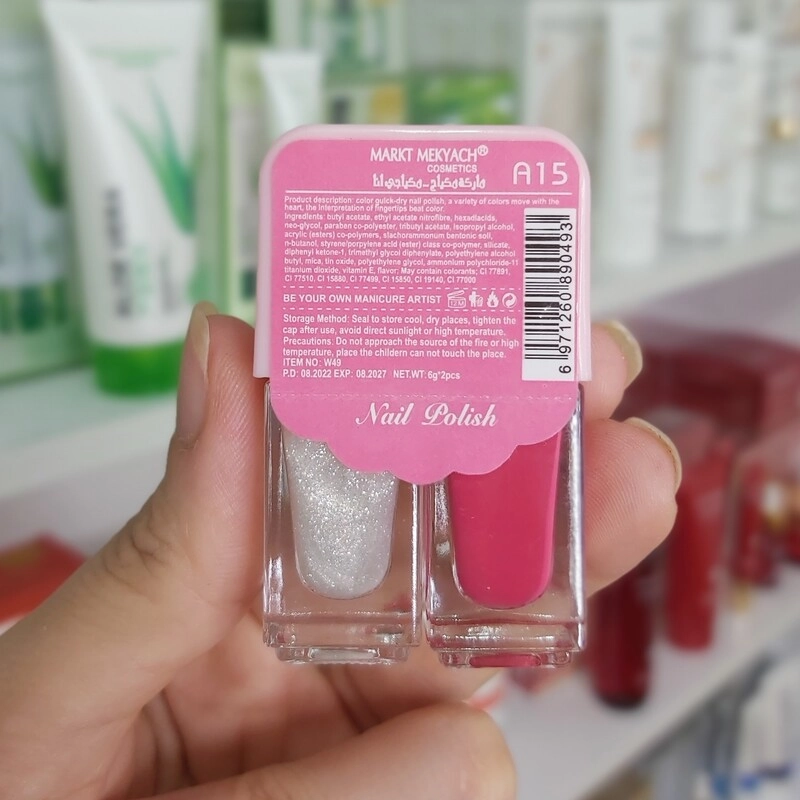 MARKT MEKYACH®
COSMETICS
ماركة مكياج - مكياجي انا
A15
Product description: color quick-dry nail polish, a variety of colors move with the
heart, the interpretation of fingertips beat color.
Ingredients: butyl acetate, ethyl acetate nitrofibre, hexadiacids,
neo-glycol, paraben co-polyester, tributyl acetate, isopropyl alcohol,
acrylic (esters) co-polymers, slachorsmmonum bentonic soil,
n-butanol, styrene/porpylene acid (ester) class co-polymer, silicate,
diphenyl ketone-1, trimethyl glycol diphenylate, polyethylene alcohol
butyl, mica, tin oxide, polyethylene glycol, ammonium polychloride-11
titanium dioxide, vitamin E, flavor: May contain colorants: CI 77891,
CI 77510, CI 15880, CI 77499, CI 15850, CI 19140, CI 77000
BE YOUR OWN MANICURE ARTIST
12M
Storage Method: Seal to store cool, dry places, tighten the
cap after use, avoid direct sunlight or high temperature.
Precautions: Do not approach the source of the fire or high
temperature, place the childern can not touch the place.
ITEM NO: W49
P.D: 08.2022 EXP: 08.2027 NET.WT: 6g*2pcs
6 971260 890493
Nail Polish